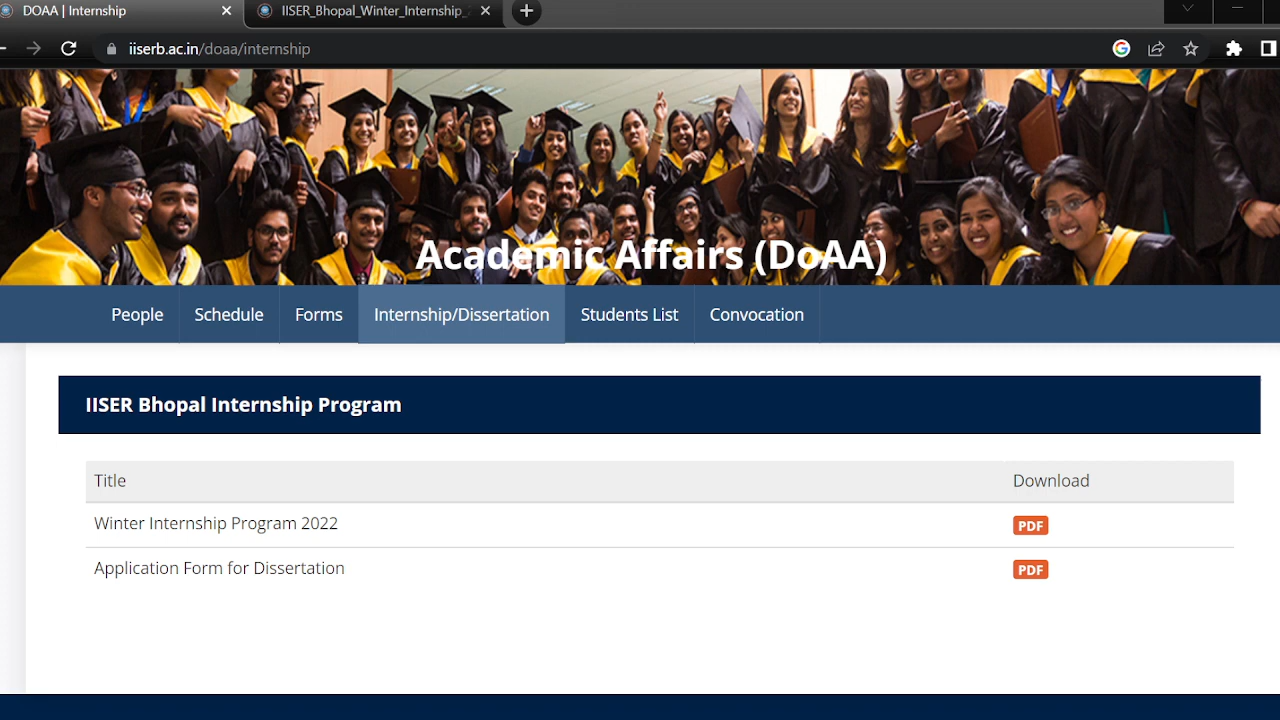 DOAA | Internship
IISER_Bhopal_Winter_Internship_
iiserb.ac.in/doaa/internship
Academic Affairs (DoAA)
People Schedule Forms Internship/Dissertation Students List Convocation
IISER Bhopal Internship Program
Title Download
Winter Internship Program 2022 PDF
Application Form for Dissertation PDF